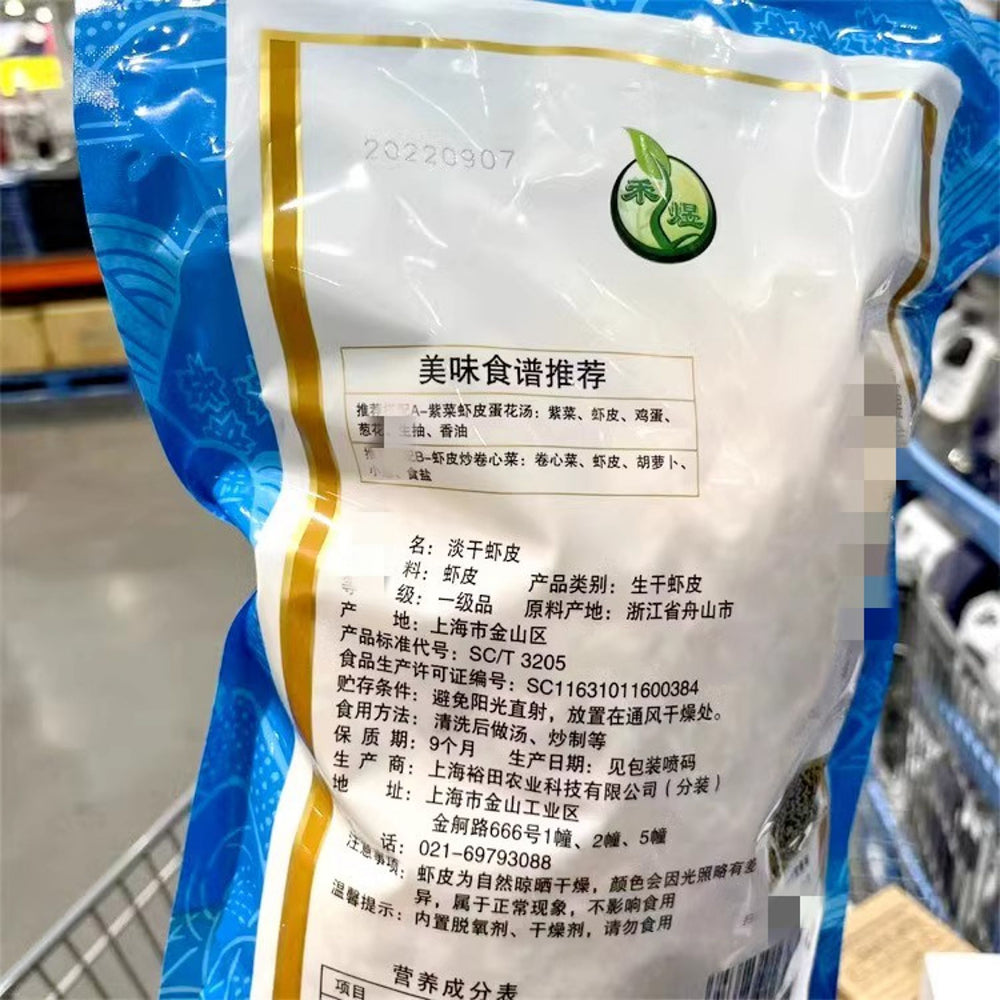 20220907
禾煜
美味食谱推荐
推荐 A-紫菜虾皮蛋花汤：紫菜、虾皮、鸡蛋、
葱花、生抽、香油
配B-虾皮炒卷心菜：卷心菜、虾皮、胡萝卜、
食盐
名：淡干虾皮
料：虾皮 产品类别：生干虾皮
等 级：一级品 原料产地：浙江省舟山市
产 地：上海市金山区
产品标准代号：SC/T 3205
食品生产许可证编号：SC11631011600384
贮存条件：避免阳光直射，放置在通风干燥处。
食用方法：清洗后做汤、炒制等
保 质 期：9个月 生产日期：见包装喷码
生 产 商：上海裕田农业科技有限公司（分装）
地 址：上海市金山工业区
金舸路666号1幢、2幢、5幢
话：021-69793088
注意事项：虾皮为自然晾晒干燥，颜色会因光照略有差
异，属于正常现象，不影响食用
温馨提示：内置脱氧剂、干燥剂，请勿食用
营养成分表
项目